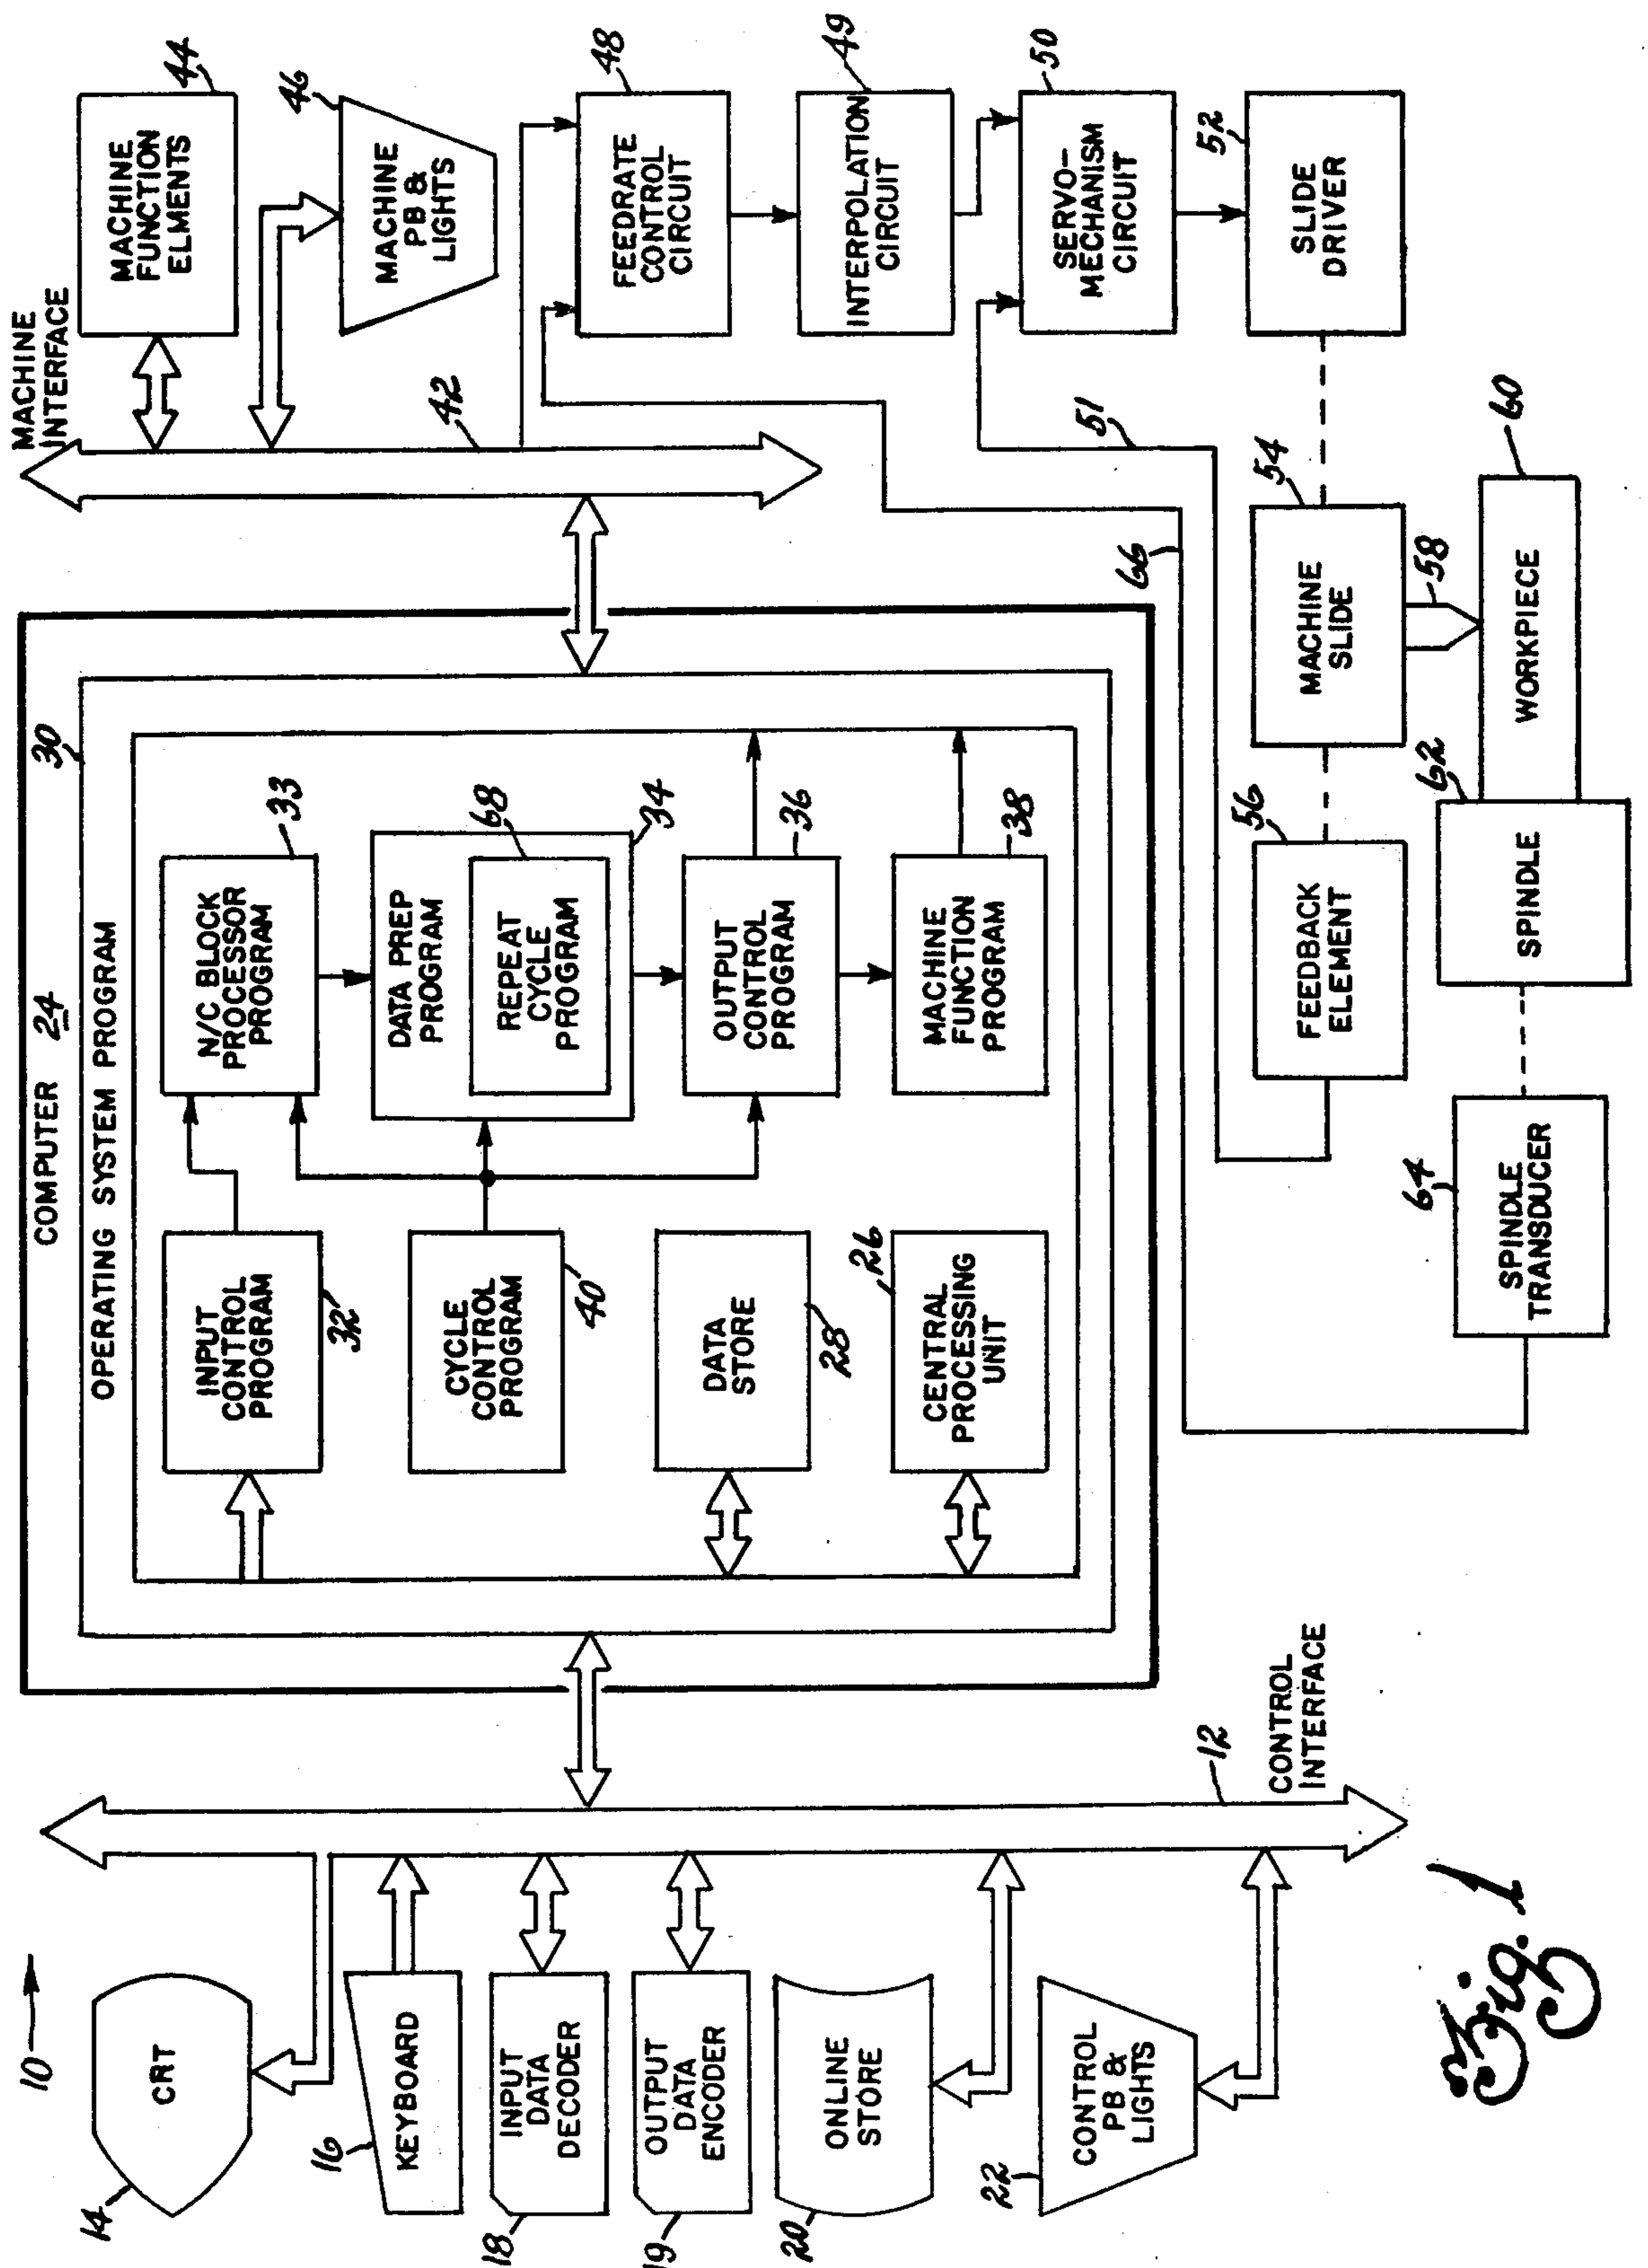 10
14
CRT
16
KEYBOARD
18
INPUT
DATA
DECODER
19
OUTPUT
DATA
ENCODER
20
ONLINE
STORE
22
CONTROL
PB &
LIGHTS
12
CONTROL
INTERFACE
COMPUTER 24
OPERATING SYSTEM PROGRAM
30
INPUT
CONTROL
PROGRAM
32
CYCLE
CONTROL
PROGRAM
40
DATA
STORE
28
CENTRAL
PROCESSING
UNIT
26
N/C BLOCK
PROCESSOR
PROGRAM
33
DATA PREP
PROGRAM
34
REPEAT
CYCLE
PROGRAM
68
OUTPUT
CONTROL
PROGRAM
36
MACHINE
FUNCTION
PROGRAM
38
MACHINE
INTERFACE
42
MACHINE
FUNCTION
ELMENTS
44
MACHINE
PB &
LIGHTS
46
FEEDRATE
CONTROL
CIRCUIT
48
INTERPOLATION
CIRCUIT
49
SERVO-
MECHANISM
CIRCUIT
50
51
SLIDE
DRIVER
52
MACHINE
SLIDE
54
FEEDBACK
ELEMENT
56
58
WORKPIECE
60
SPINDLE
62
SPINDLE
TRANSDUCER
64
66
Fig. 1